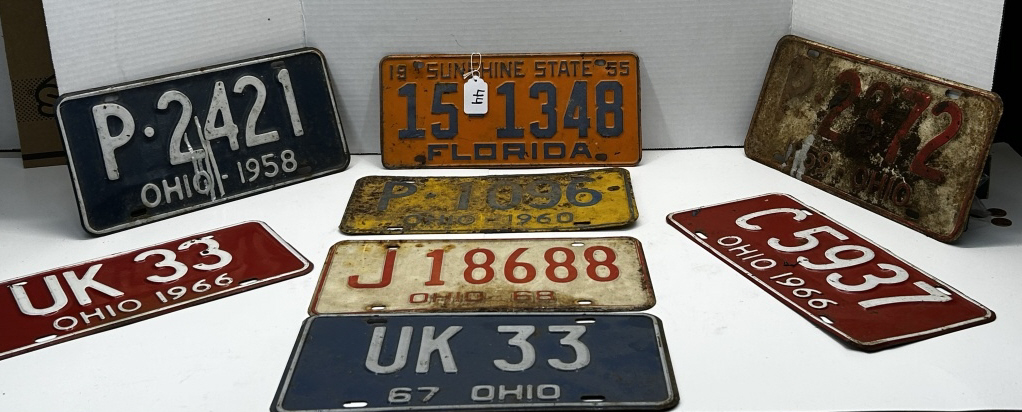 P·2421
OHIO - 1958
19 SUNSHINE STATE 55
44
15 1348
FLORIDA
2872
OHIO
P·1096
OHIO - 1960
UK 33
OHIO 1966
J 18688
OHIO 68
C 5937
OHIO 1966
UK 33
67 OHIO